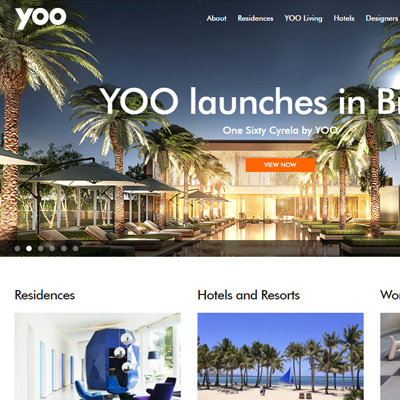 YOO
About Residences YOO Living Hotels Designers
YOO launches in B
One Sixty Cyrela by YOO
VIEW NOW
Residences
Hotels and Resorts
Wo